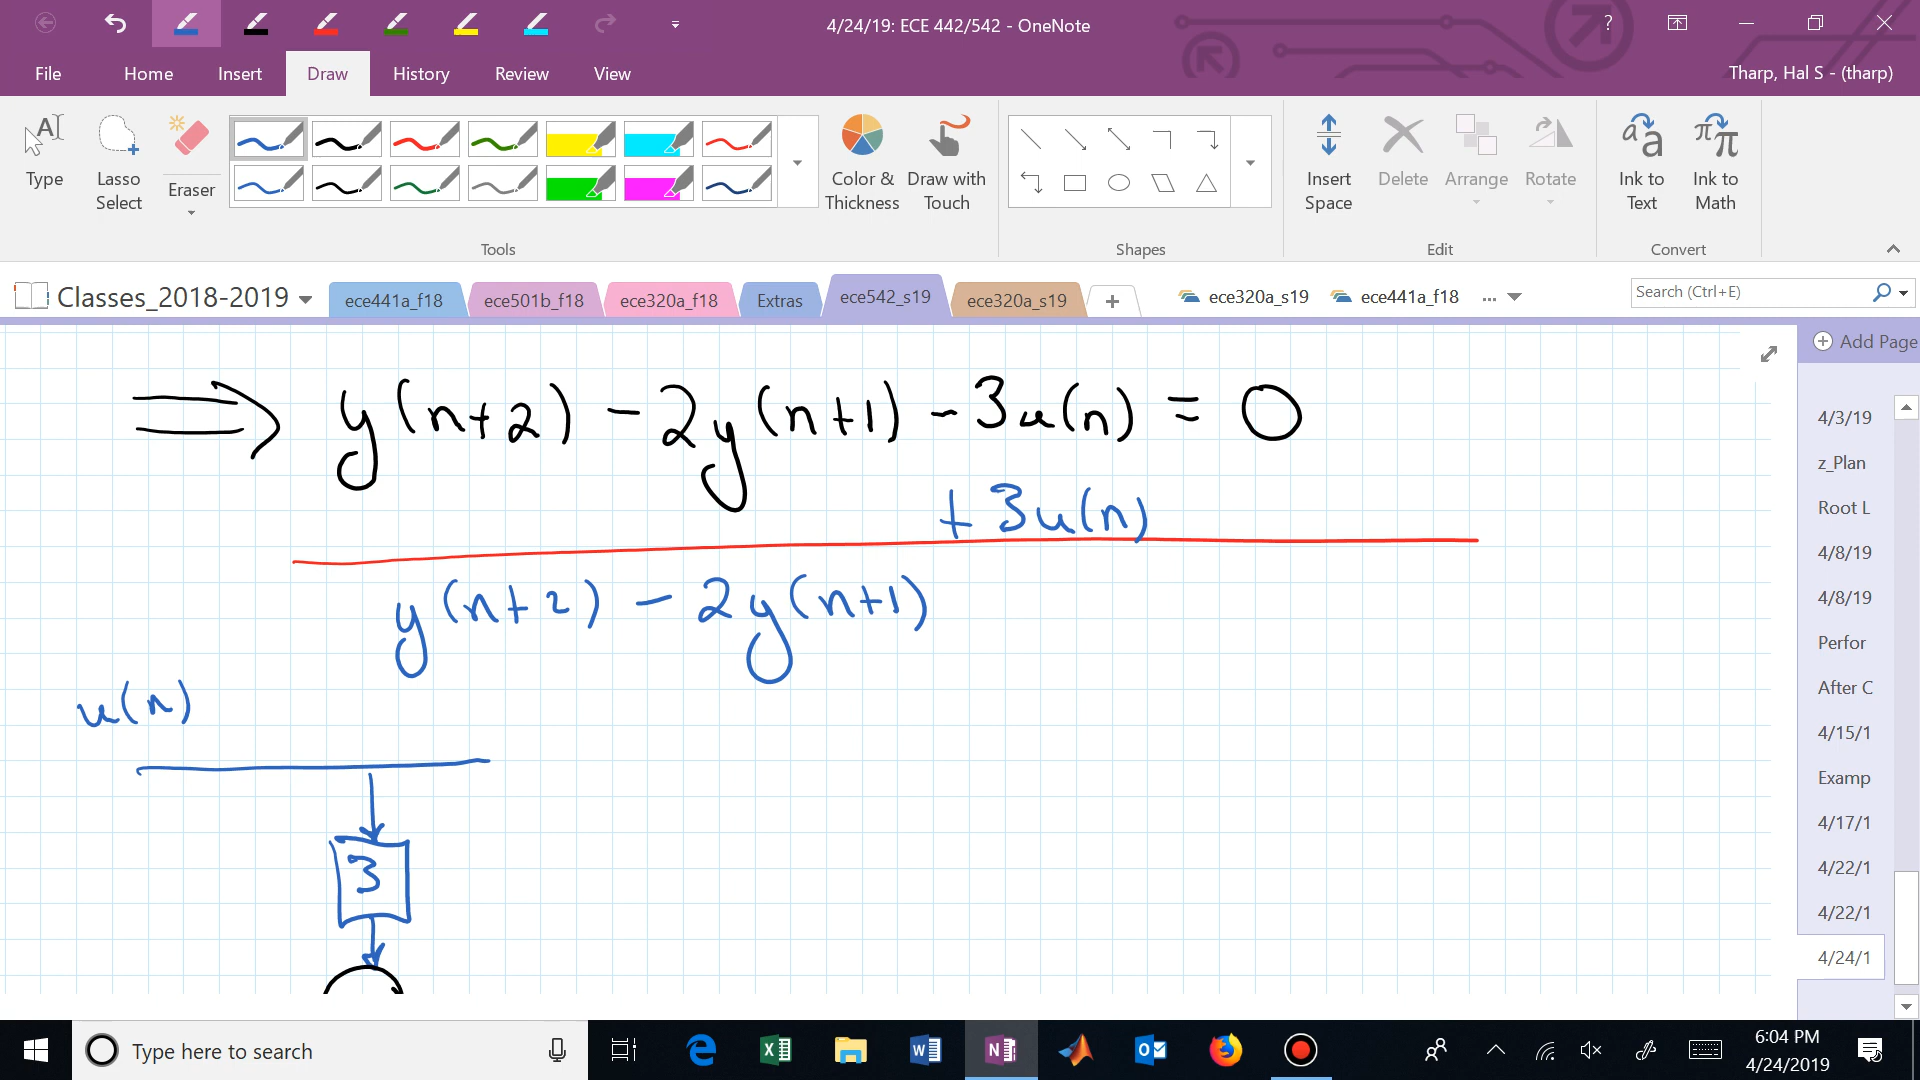 4/24/19: ECE 442/542 - OneNote
?
File Home Insert Draw History Review View
Tharp, Hal S - (tharp)
Type
Lasso Select
Eraser
Color & Thickness
Draw with Touch
Insert Space
Delete
Arrange
Rotate
Ink to Text
Ink to Math
Tools
Shapes
Edit
Convert
Classes_2018-2019
ece441a_f18
ece501b_f18
ece320a_f18
Extras
ece542_s19
ece320a_s19
+
ece320a_s19
ece441a_f18
...
Search (Ctrl+E)
Add Page
⇒ y(n+2) - 2y(n+1) - 3u(n) = 0
+ 3u(n)
y(n+2) - 2y(n+1)
u(n)
3
4/3/19
z_Plan
Root L
4/8/19
4/8/19
Perfor
After C
4/15/1
Examp
4/17/1
4/22/1
4/22/1
4/24/1
Type here to search
6:04 PM
4/24/2019